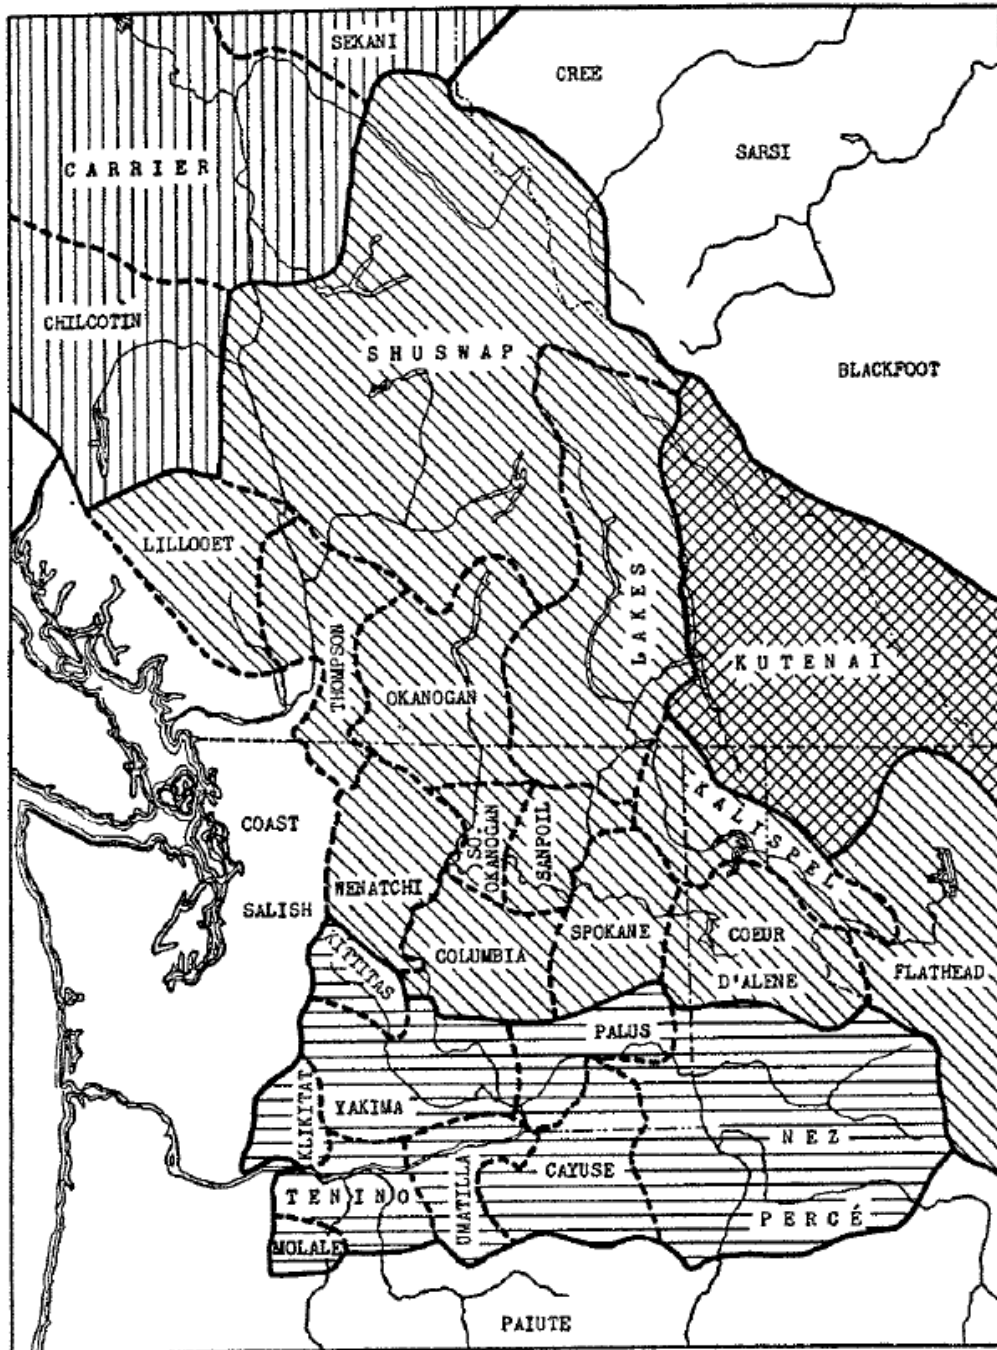 SEKANI
CREE
SARSI
CARRIER
CHILCOTIN
SHUSWAP
BLACKFOOT
LILLOOET
LAKES
THOMPSON
KUTENAI
OKANOGAN
KALISPEL
COAST
SALISH
SO.
OKANOGAN
SANPOIL
WENATCHI
SPOKANE
COEUR
D'ALENE
COLUMBIA
KITTITAS
FLATHEAD
PALUS
KLIKITAT
YAKIMA
NEZ
PERCÉ
CAYUSE
UMATILLA
TENINO
MOLALE
PAIUTE